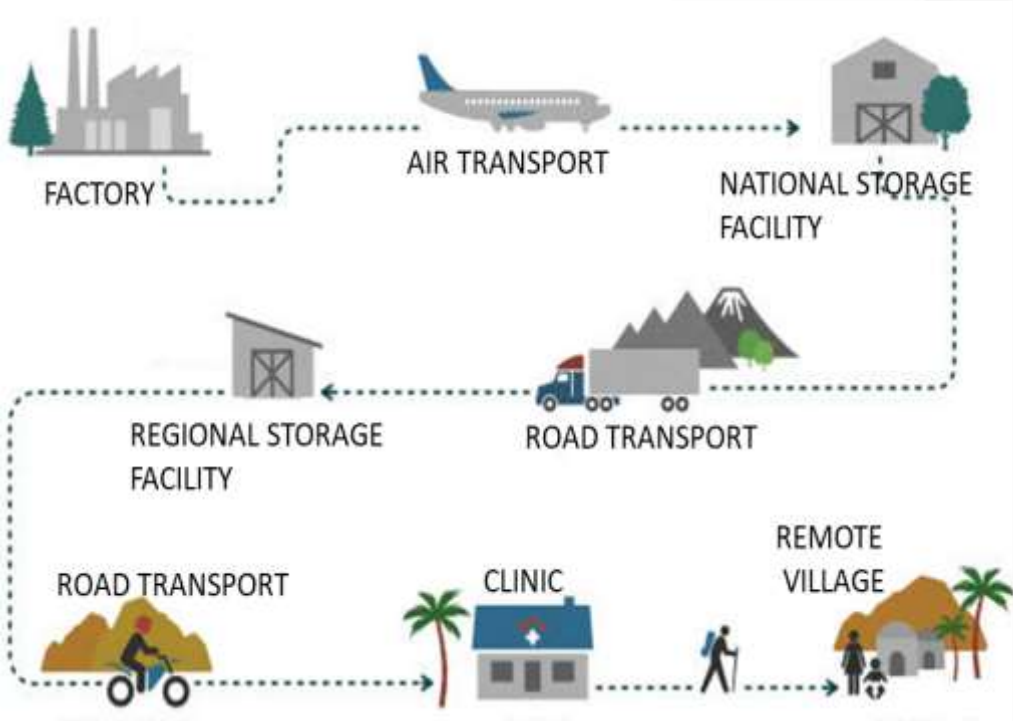 FACTORY
AIR TRANSPORT
NATIONAL STORAGE
FACILITY
REGIONAL STORAGE
FACILITY
ROAD TRANSPORT
ROAD TRANSPORT
CLINIC
REMOTE
VILLAGE